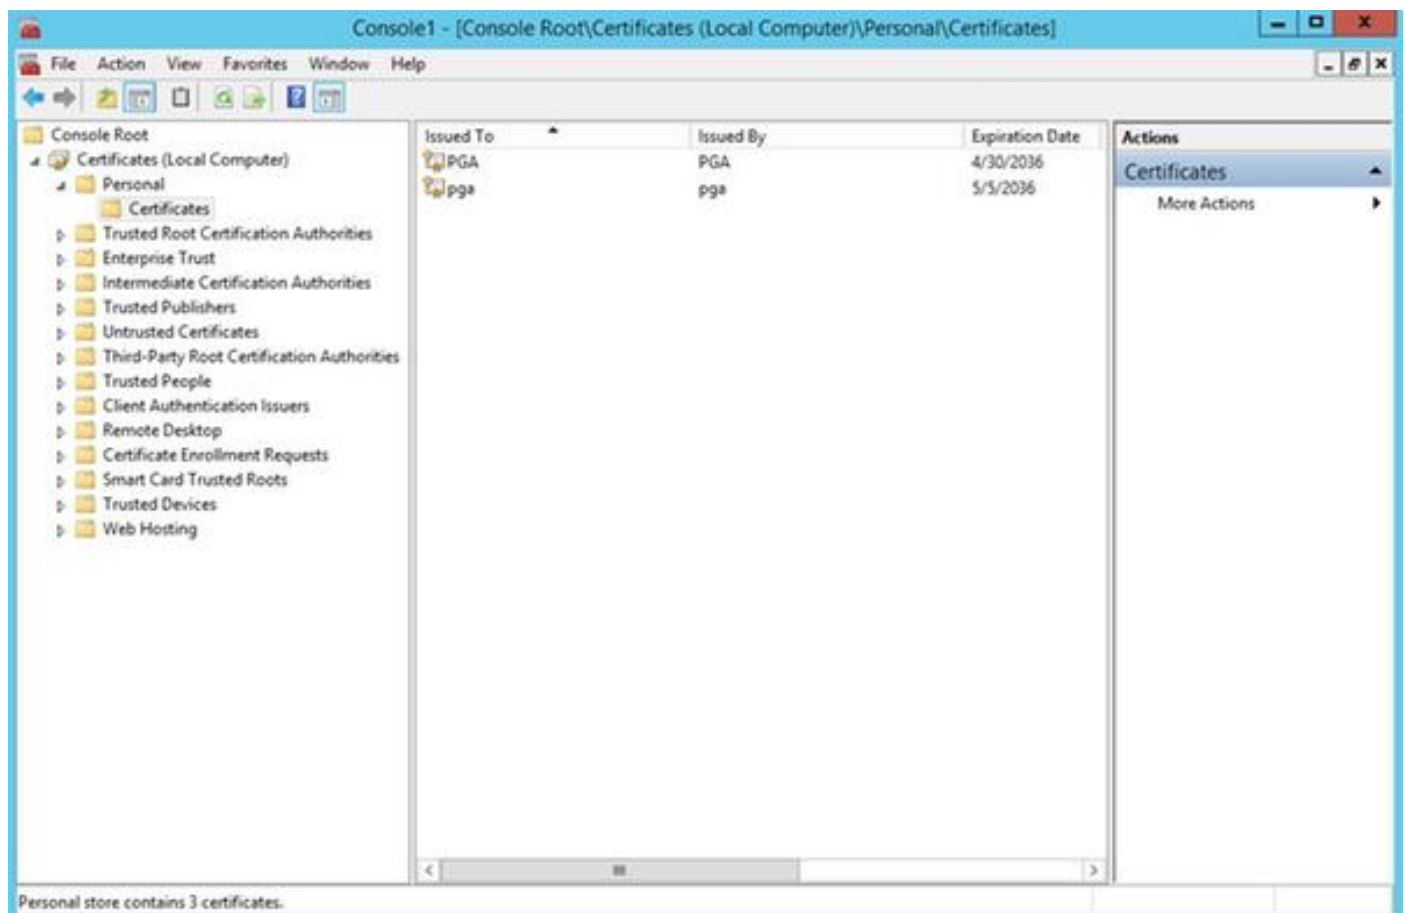 Console1 - [Console Root\Certificates (Local Computer)\Personal\Certificates]
File Action View Favorites Window Help
Console Root
Certificates (Local Computer)
Personal
Certificates
Trusted Root Certification Authorities
Enterprise Trust
Intermediate Certification Authorities
Trusted Publishers
Untrusted Certificates
Third-Party Root Certification Authorities
Trusted People
Client Authentication Issuers
Remote Desktop
Certificate Enrollment Requests
Smart Card Trusted Roots
Trusted Devices
Web Hosting
Issued To Issued By Expiration Date
PGA PGA 4/30/2036
pga pga 5/5/2036
Actions
Certificates
More Actions
Personal store contains 3 certificates.